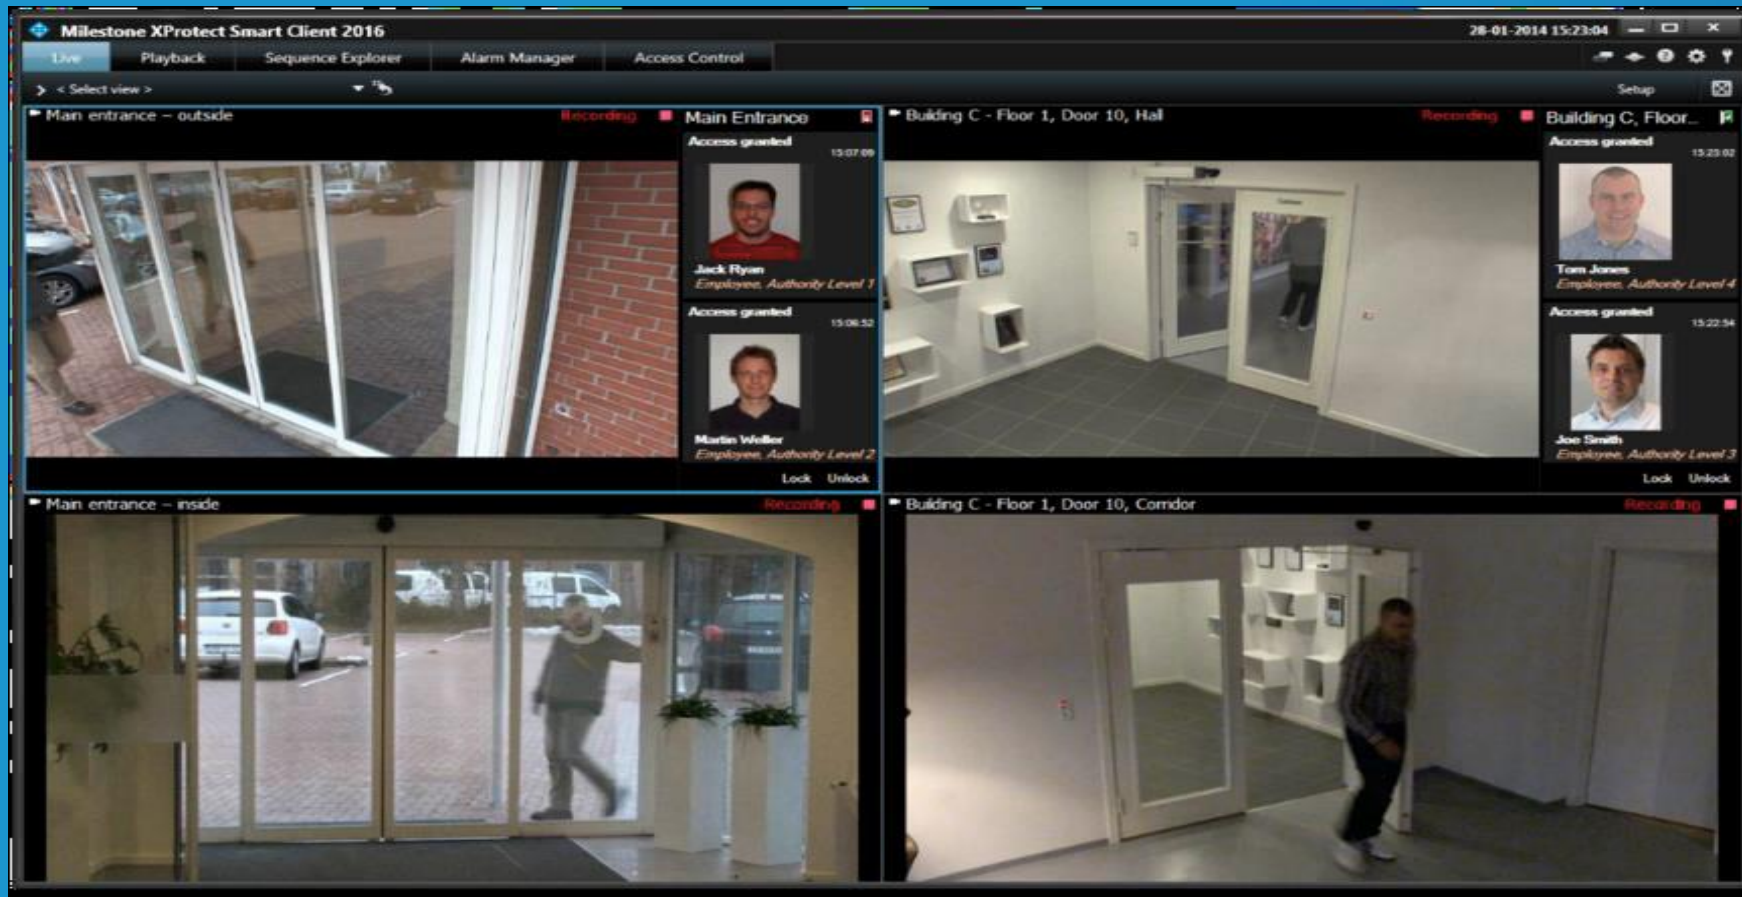 Milestone XProtect Smart Client 2016
28-01-2014 15:23:04
Live Playback Sequence Explorer Alarm Manager Access Control
< Select view >
Setup
Main entrance – outside
Recording
Main Entrance
Access granted
15:07:09
Jack Ryan
Employee, Authority Level 1
Access granted
15:06:52
Martin Weller
Employee, Authority Level 2
Lock Unlock
Building C - Floor 1, Door 10, Hall
Recording
Building C, Floor...
Access granted
15:23:02
Tom Jones
Employee, Authority Level 4
Access granted
15:22:54
Joe Smith
Employee, Authority Level 3
Lock Unlock
Main entrance – inside
Recording
Building C - Floor 1, Door 10, Corridor
Recording